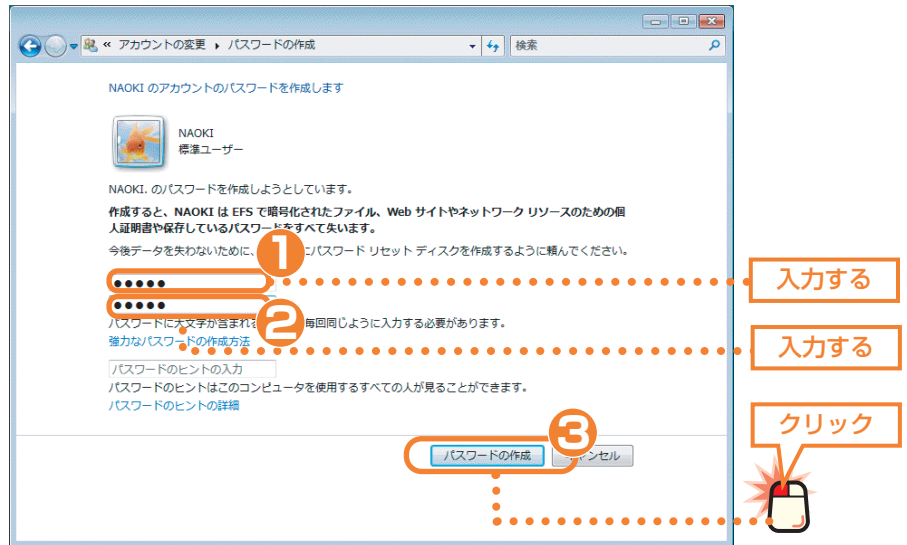 « アカウントの変更 ▸ パスワードの作成
検索
NAOKI のアカウントのパスワードを作成します
NAOKI
標準ユーザー
NAOKI. のパスワードを作成しようとしています。
作成すると、NAOKI は EFS で暗号化されたファイル、Web サイトやネットワーク リソースのための個
人証明書や保存しているパスワードをすべて失います。
今後データを失わないために、 にパスワード リセット ディスクを作成するように頼んでください。
1
●●●●●
入力する
●●●●●
2
パスワードに大文字が含まれる 毎回同じように入力する必要があります。
強力なパスワードの作成方法
入力する
パスワードのヒントの入力
パスワードのヒントはこのコンピュータを使用するすべての人が見ることができます。
パスワードのヒントの詳細
クリック
3
パスワードの作成
ンセル